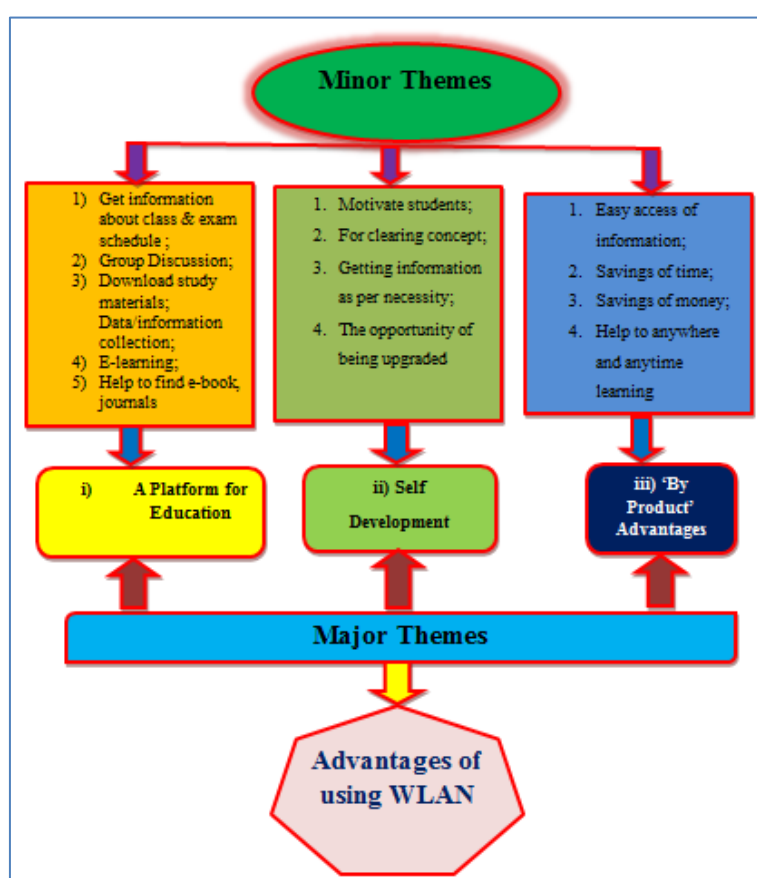 Minor Themes
1) Get information
about class & exam
schedule ;
2) Group Discussion;
3) Download study
materials;
Data/information
collection;
4) E-learning;
5) Help to find e-book,
journals
1. Motivate students;
2. For clearing concept;
3. Getting information
as per necessity;
4. The opportunity of
being upgraded
1. Easy access of
information;
2. Savings of time;
3. Savings of money;
4. Help to anywhere
and anytime
learning
i) A Platform for
Education
ii) Self
Development
iii) ‘By
Product’
Advantages
Major Themes
Advantages of
using WLAN